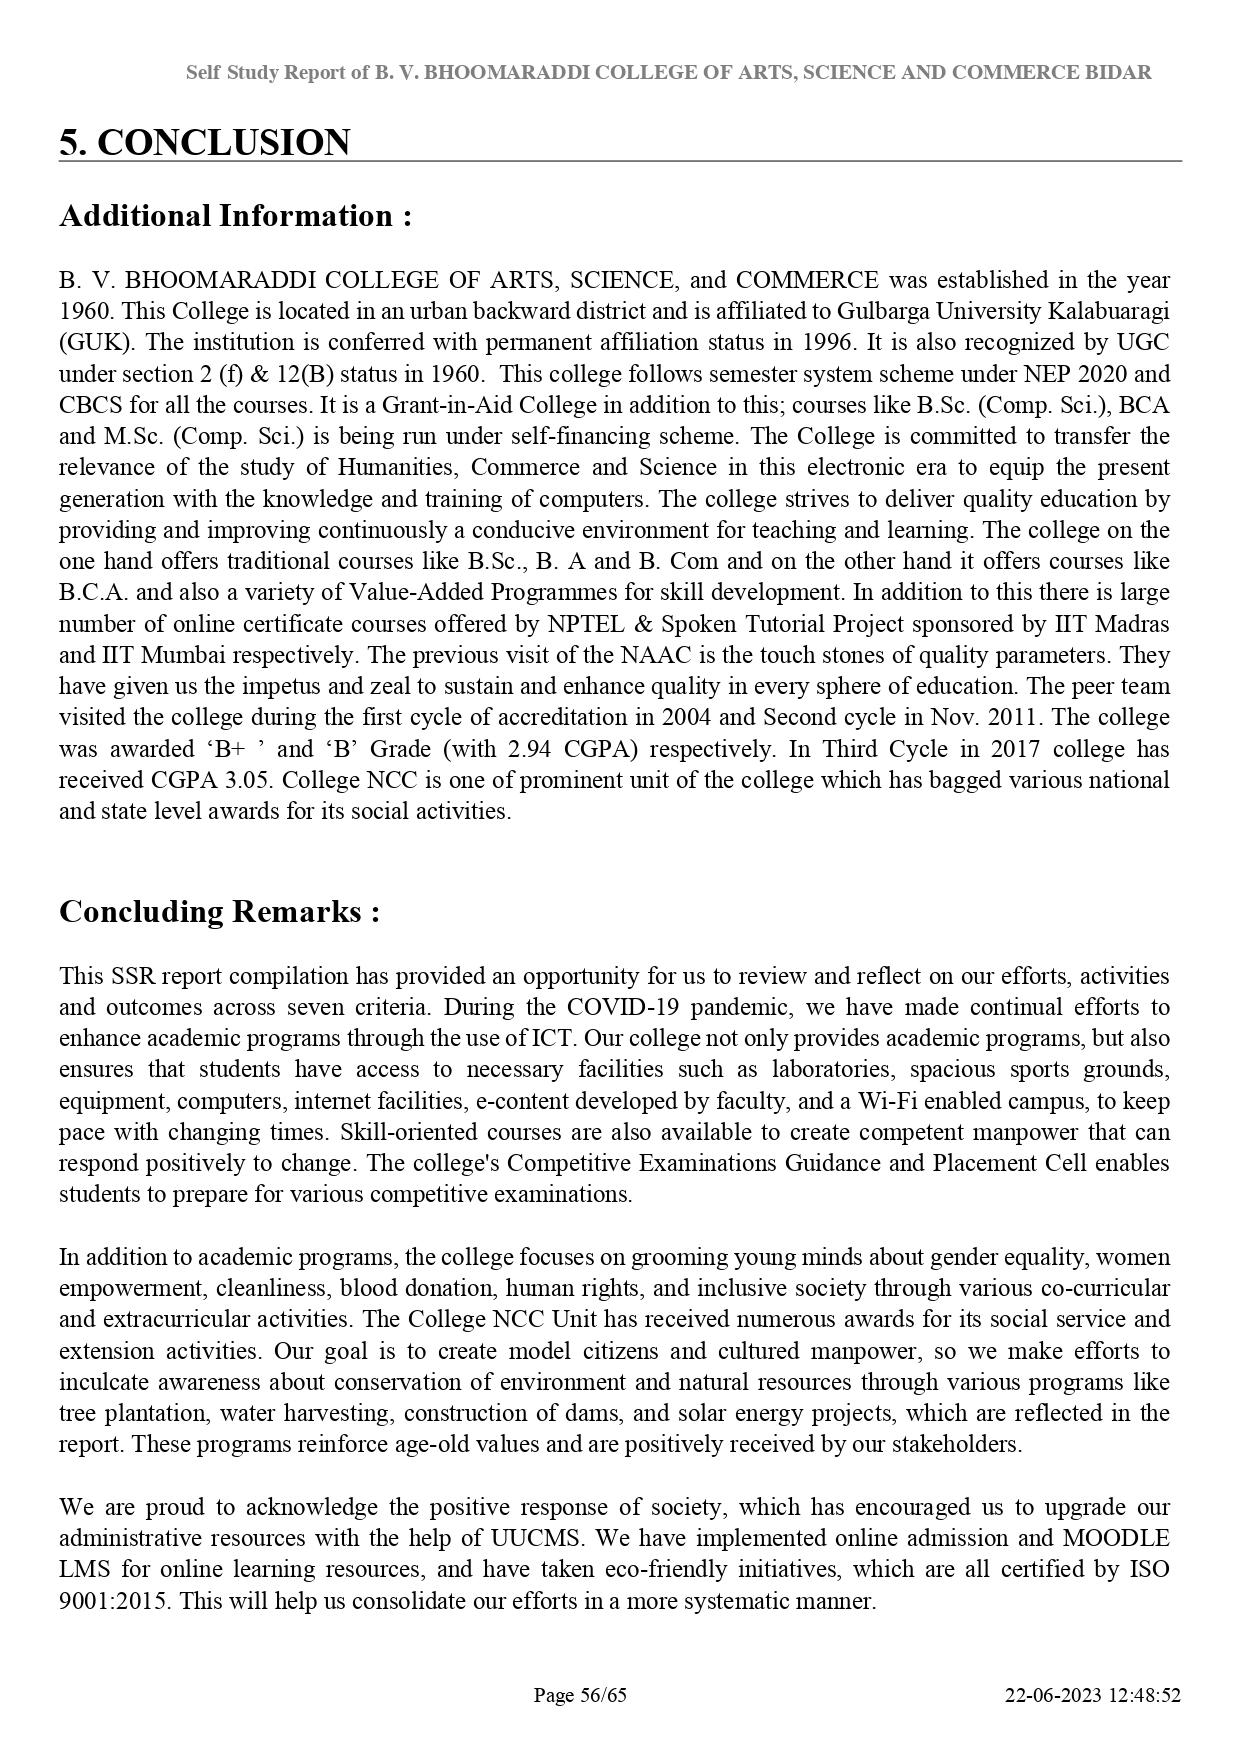 Self Study Report of B. V. BHOOMARADDI COLLEGE OF ARTS, SCIENCE AND COMMERCE BIDAR
5. CONCLUSION
Additional Information :
B. V. BHOOMARADDI COLLEGE OF ARTS, SCIENCE, and COMMERCE was established in the year
1960. This College is located in an urban backward district and is affiliated to Gulbarga University Kalabuaragi
(GUK). The institution is conferred with permanent affiliation status in 1996. It is also recognized by UGC
under section 2 (f) & 12(B) status in 1960. This college follows semester system scheme under NEP 2020 and
CBCS for all the courses. It is a Grant-in-Aid College in addition to this; courses like B.Sc. (Comp. Sci.), BCA
and M.Sc. (Comp. Sci.) is being run under self-financing scheme. The College is committed to transfer the
relevance of the study of Humanities, Commerce and Science in this electronic era to equip the present
generation with the knowledge and training of computers. The college strives to deliver quality education by
providing and improving continuously a conducive environment for teaching and learning. The college on the
one hand offers traditional courses like B.Sc., B. A and B. Com and on the other hand it offers courses like
B.C.A. and also a variety of Value-Added Programmes for skill development. In addition to this there is large
number of online certificate courses offered by NPTEL & Spoken Tutorial Project sponsored by IIT Madras
and IIT Mumbai respectively. The previous visit of the NAAC is the touch stones of quality parameters. They
have given us the impetus and zeal to sustain and enhance quality in every sphere of education. The peer team
visited the college during the first cycle of accreditation in 2004 and Second cycle in Nov. 2011. The college
was awarded ‘B+ ’ and ‘B’ Grade (with 2.94 CGPA) respectively. In Third Cycle in 2017 college has
received CGPA 3.05. College NCC is one of prominent unit of the college which has bagged various national
and state level awards for its social activities.
Concluding Remarks :
This SSR report compilation has provided an opportunity for us to review and reflect on our efforts, activities
and outcomes across seven criteria. During the COVID-19 pandemic, we have made continual efforts to
enhance academic programs through the use of ICT. Our college not only provides academic programs, but also
ensures that students have access to necessary facilities such as laboratories, spacious sports grounds,
equipment, computers, internet facilities, e-content developed by faculty, and a Wi-Fi enabled campus, to keep
pace with changing times. Skill-oriented courses are also available to create competent manpower that can
respond positively to change. The college's Competitive Examinations Guidance and Placement Cell enables
students to prepare for various competitive examinations.
In addition to academic programs, the college focuses on grooming young minds about gender equality, women
empowerment, cleanliness, blood donation, human rights, and inclusive society through various co-curricular
and extracurricular activities. The College NCC Unit has received numerous awards for its social service and
extension activities. Our goal is to create model citizens and cultured manpower, so we make efforts to
inculcate awareness about conservation of environment and natural resources through various programs like
tree plantation, water harvesting, construction of dams, and solar energy projects, which are reflected in the
report. These programs reinforce age-old values and are positively received by our stakeholders.
We are proud to acknowledge the positive response of society, which has encouraged us to upgrade our
administrative resources with the help of UUCMS. We have implemented online admission and MOODLE
LMS for online learning resources, and have taken eco-friendly initiatives, which are all certified by ISO
9001:2015. This will help us consolidate our efforts in a more systematic manner.
Page 56/65 22-06-2023 12:48:52